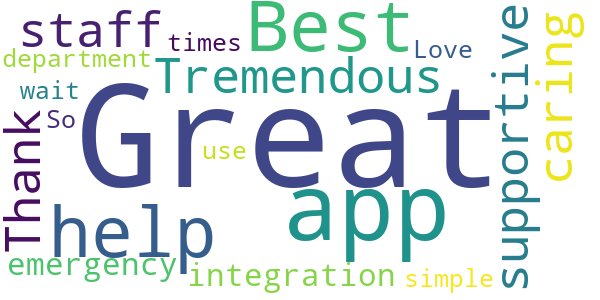 staff
times
Best
Love
department
Tremendous
wait
So
Great
use
Thank
help
app
supportive
caring
emergency
integration
simple